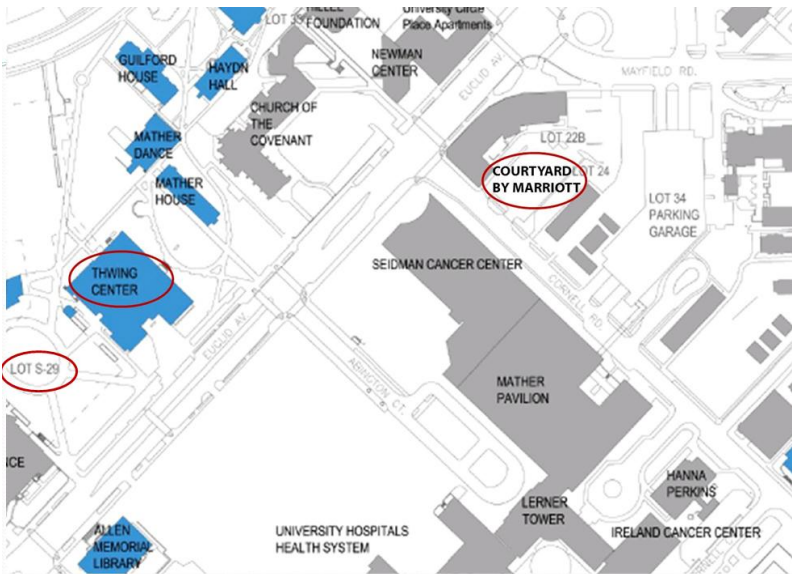 LOT 35
HILLEL
FOUNDATION
University Circle
Place Apartments
GUILFORD
HOUSE
HAYDN
HALL
NEWMAN
CENTER
EUCLID AV
MAYFIELD RD.
CHURCH OF
THE
COVENANT
MATHER
DANCE
MATHER
HOUSE
LOT 22B
LOT 24
COURTYARD
BY MARRIOTT
LOT 34
PARKING
GARAGE
THWING
CENTER
SEIDMAN CANCER CENTER
CORNELL RD.
EUCLID AV.
LOT S-29
ABINGTON CT.
MATHER
PAVILION
NCE
HANNA
PERKINS
LERNER
TOWER
ALLEN
MEMORIAL
LIBRARY
UNIVERSITY HOSPITALS
HEALTH SYSTEM
IRELAND CANCER CENTER